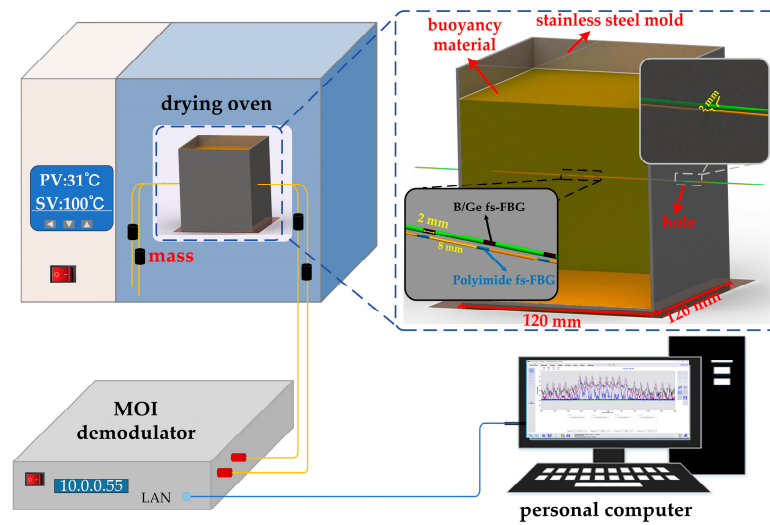 drying oven
PV:31℃
SV:100℃
mass
buoyancy
material
stainless steel mold
2 mm
hole
B/Ge fs-FBG
2 mm
8 mm
Polyimide fs-FBG
120 mm
120 mm
MOI
demodulator
10.0.0.55
LAN
personal computer